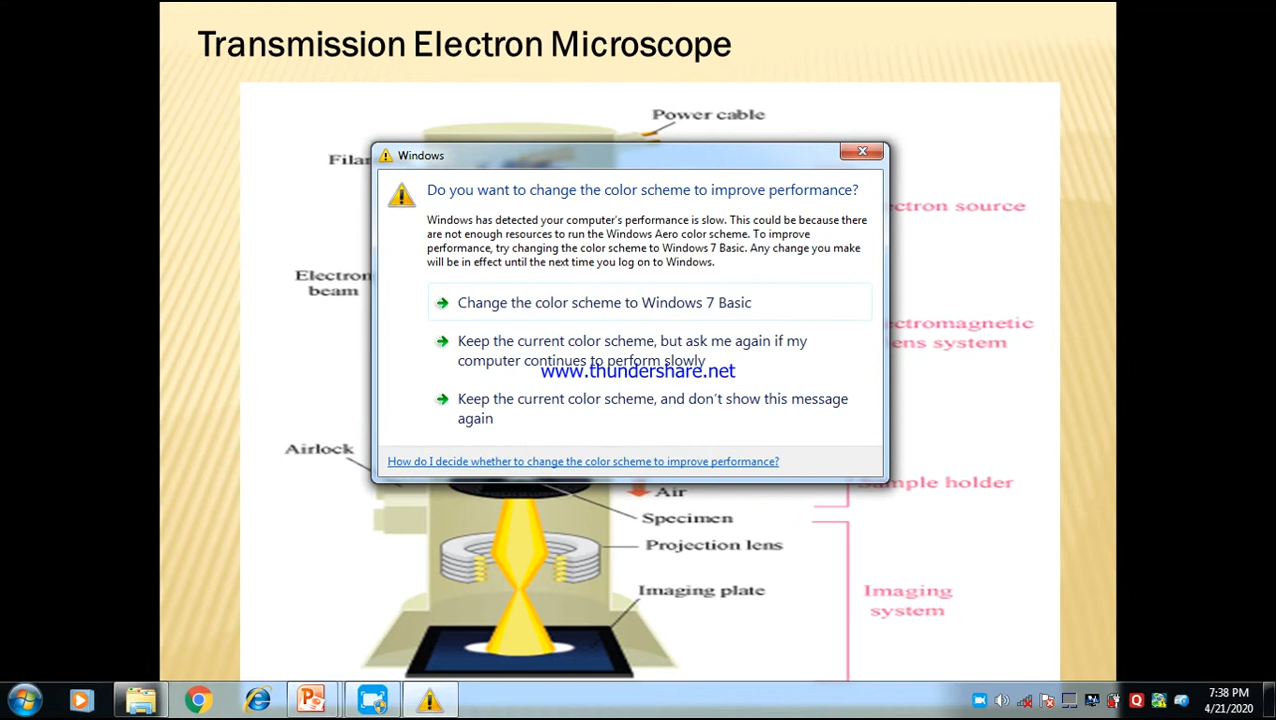 Transmission Electron Microscope
Power cable
Windows
Do you want to change the color scheme to improve performance?
Windows has detected your computer's performance is slow. This could be because there
are not enough resources to run the Windows Aero color scheme. To improve
performance, try changing the color scheme to Windows 7 Basic. Any change you make
will be in effect until the next time you log on to Windows.
Electron
beam
Change the color scheme to Windows 7 Basic
Keep the current color scheme, but ask me again if my
computer continues to perform slowly
www.thundershare.net
Keep the current color scheme, and don't show this message
again
Airlock
How do I decide whether to change the color scheme to improve performance?
Sample holder
Air
Specimen
Projection lens
Imaging plate
Imaging
system
7:38 PM
4/21/2020